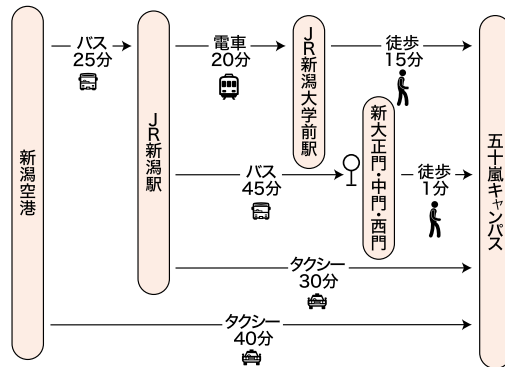 新潟空港
バス
25分
JR新潟駅
電車
20分
JR新潟大学前駅
徒歩
15分
バス
45分
新大正門・中門・西門
徒歩
1分
タクシー
30分
タクシー
40分
五十嵐キャンパス